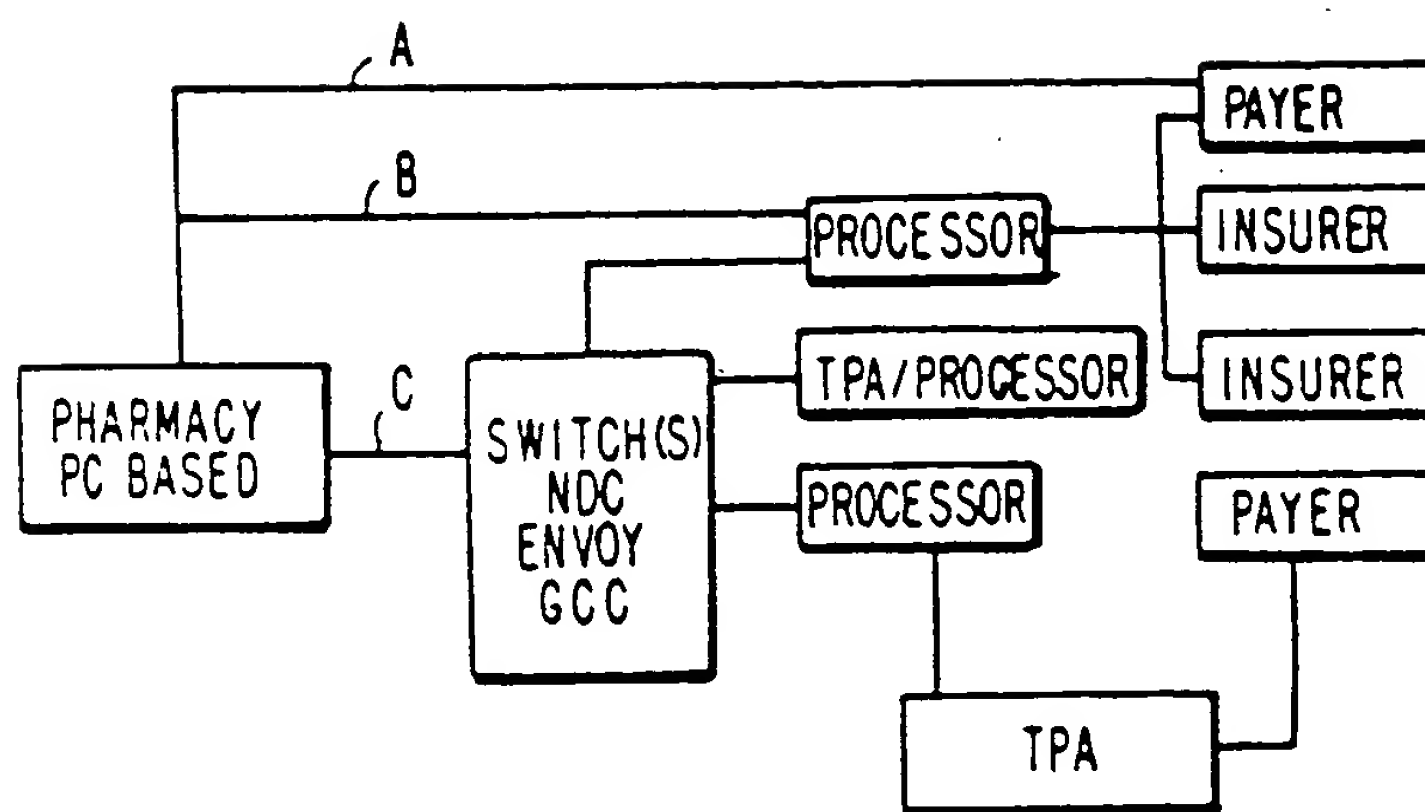 A
PAYER
B
PROCESSOR
INSURER
TPA/PROCESSOR
INSURER
C
PHARMACY
PC BASED
SWITCH(S)
NDC
ENVOY
GCC
PROCESSOR
PAYER
TPA